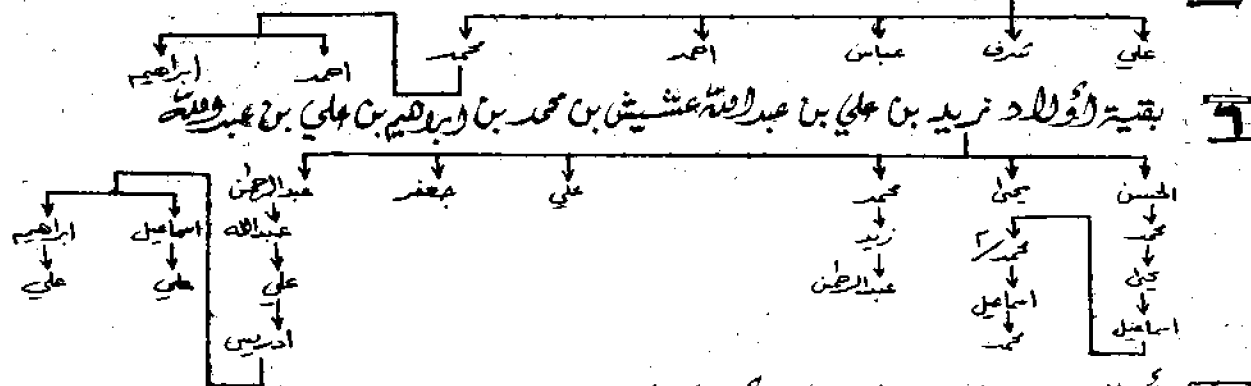 علي شرف عباس احمد محمد احمد ابراهيم
٩ بقية أولاد زيد بن علي بن عبدالله عشيش بن محمد بن ابراهيم بن علي بن عبدالله
الحسن يحيى محمد علي جعفر عبدالرحمن
محمد محمد/٢ زيد عبدالله اسماعيل ابراهيم
يحيى اسماعيل عبدالرحمن علي علي علي
اسماعيل محمد ادريس